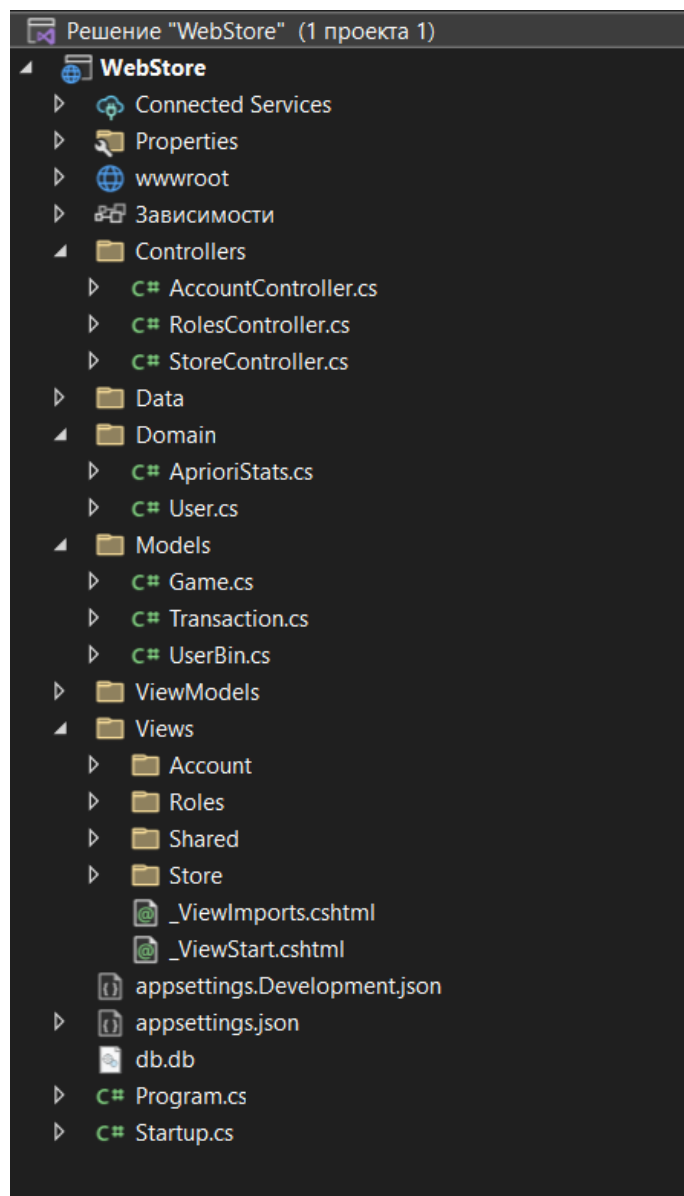 Решение "WebStore" (1 проекта 1)
WebStore
Connected Services
Properties
wwwroot
Зависимости
Controllers
C# AccountController.cs
C# RolesController.cs
C# StoreController.cs
Data
Domain
C# AprioriStats.cs
C# User.cs
Models
C# Game.cs
C# Transaction.cs
C# UserBin.cs
ViewModels
Views
Account
Roles
Shared
Store
_ViewImports.cshtml
_ViewStart.cshtml
appsettings.Development.json
appsettings.json
db.db
C# Program.cs
C# Startup.cs